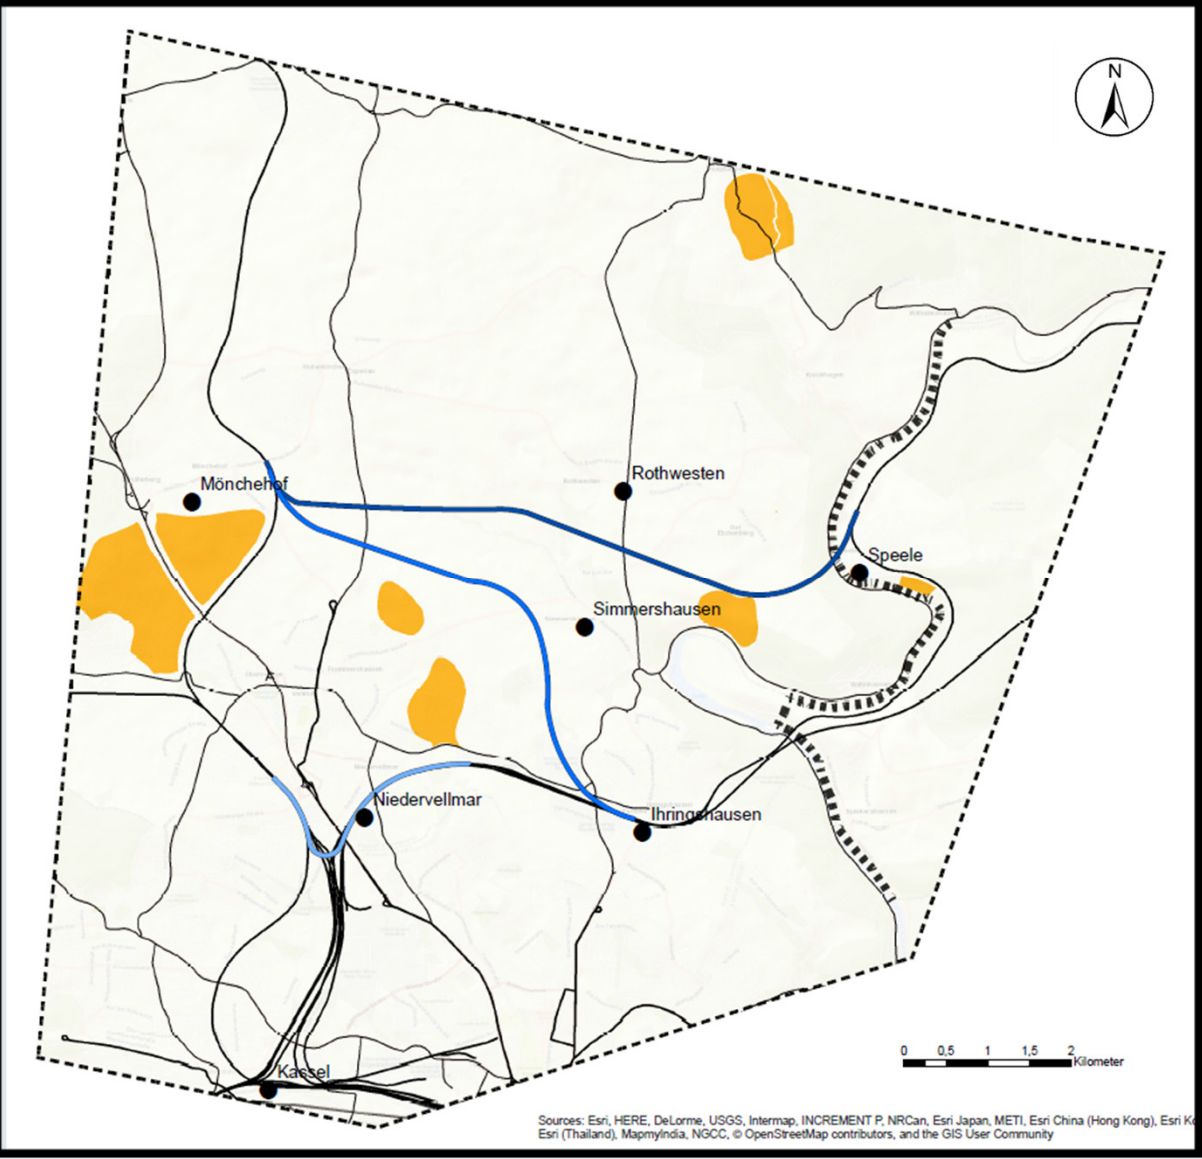 N
Mönchehof
Rothwesten
Speele
Simmershausen
Niedervellmar
Ihringshausen
Kassel
0 0,5 1 1,5 2
Kilometer
Sources: Esri, HERE, DeLorme, USGS, Intermap, INCREMENT P, NRCan, Esri Japan, METI, Esri China (Hong Kong), Esri
Esri (Thailand), MapmyIndia, NGCC, © OpenStreetMap contributors, and the GIS User Community